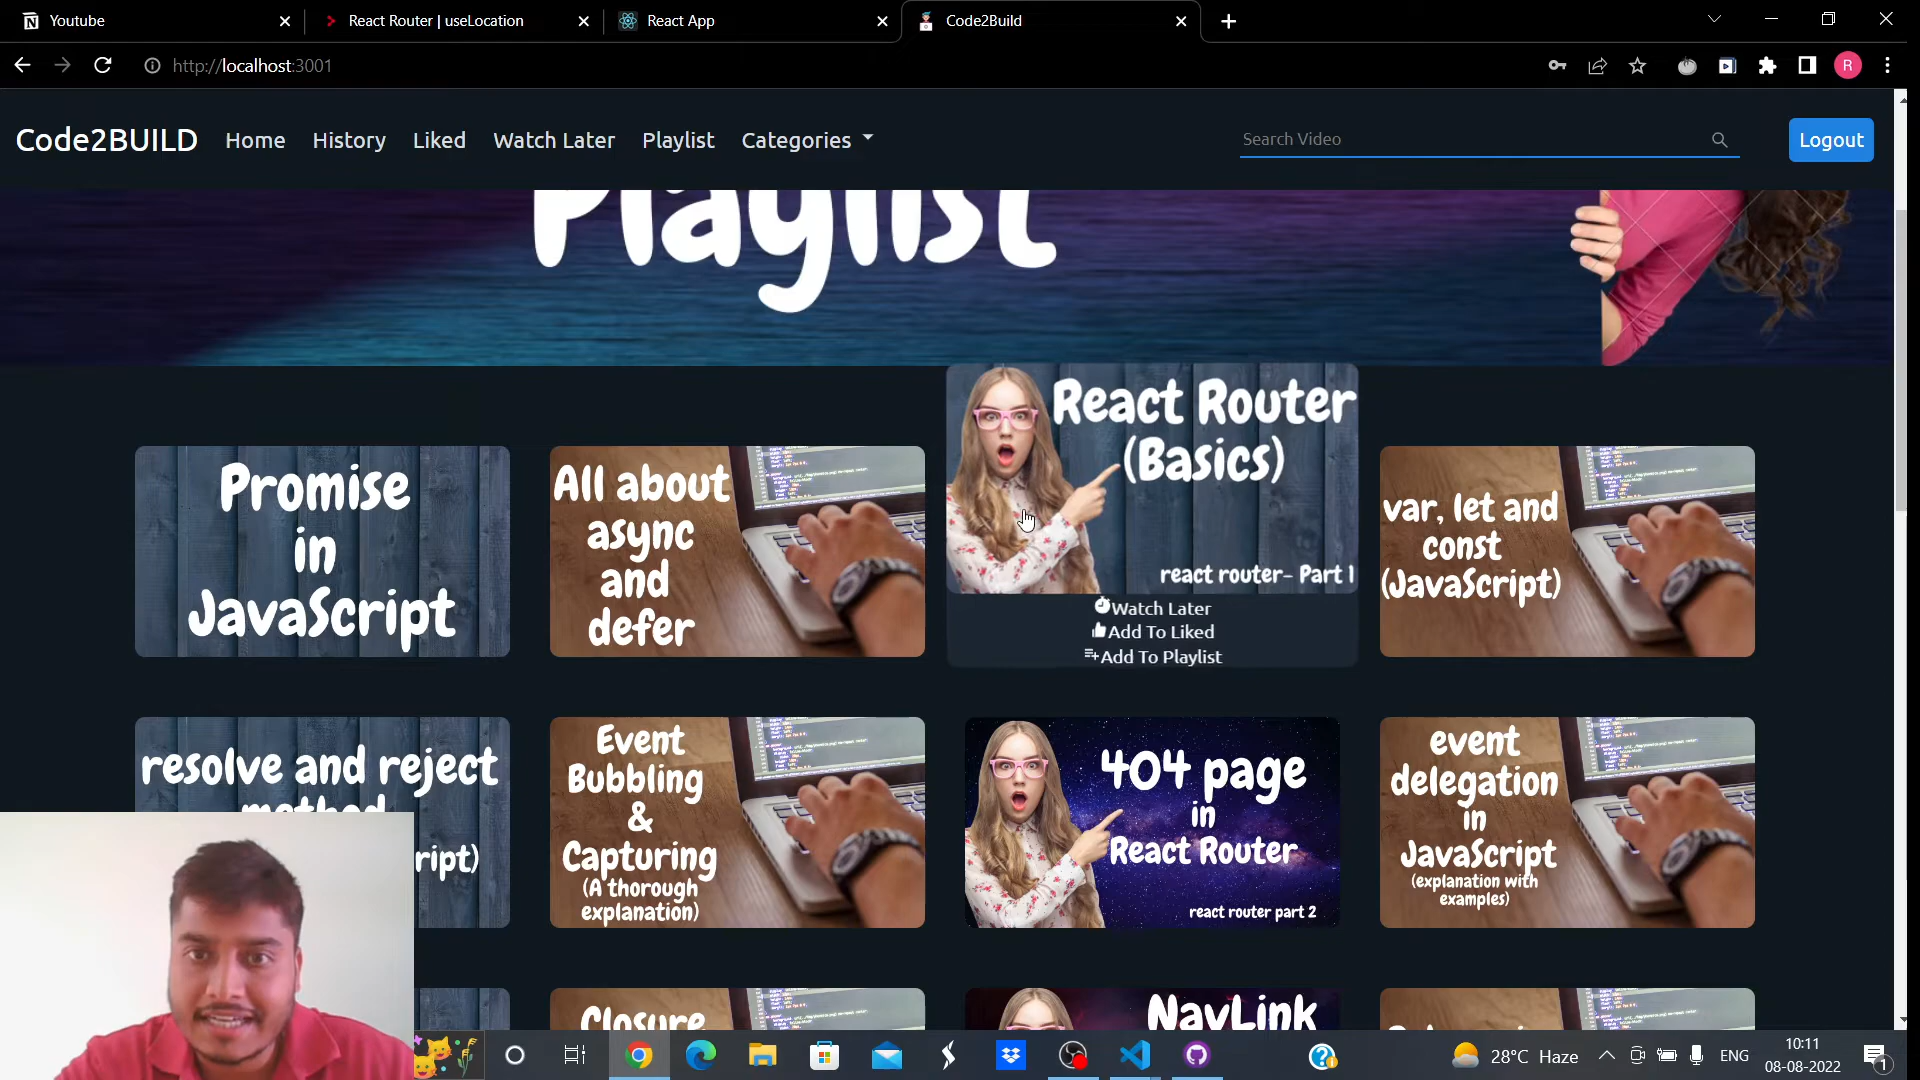 Youtube
React Router | useLocation
React App
Code2Build
http://localhost:3001
R
Code2BUILD
Home
History
Liked
Watch Later
Playlist
Categories
Search Video
Logout
Playlist
Promise
in
JavaScript
All about
async
and
defer
React Router
(Basics)
react router- Part 1
Watch Later
Add To Liked
Add To Playlist
var, let and
const
(JavaScript)
resolve and reject
method
ript)
Event
Bubbling
&
Capturing
(A thorough
explanation)
404 page
in
React Router
react router part 2
event
delegation
in
JavaScript
(explanation with
examples)
Closure
NavLink
28°C Haze
ENG
10:11
08-08-2022
1